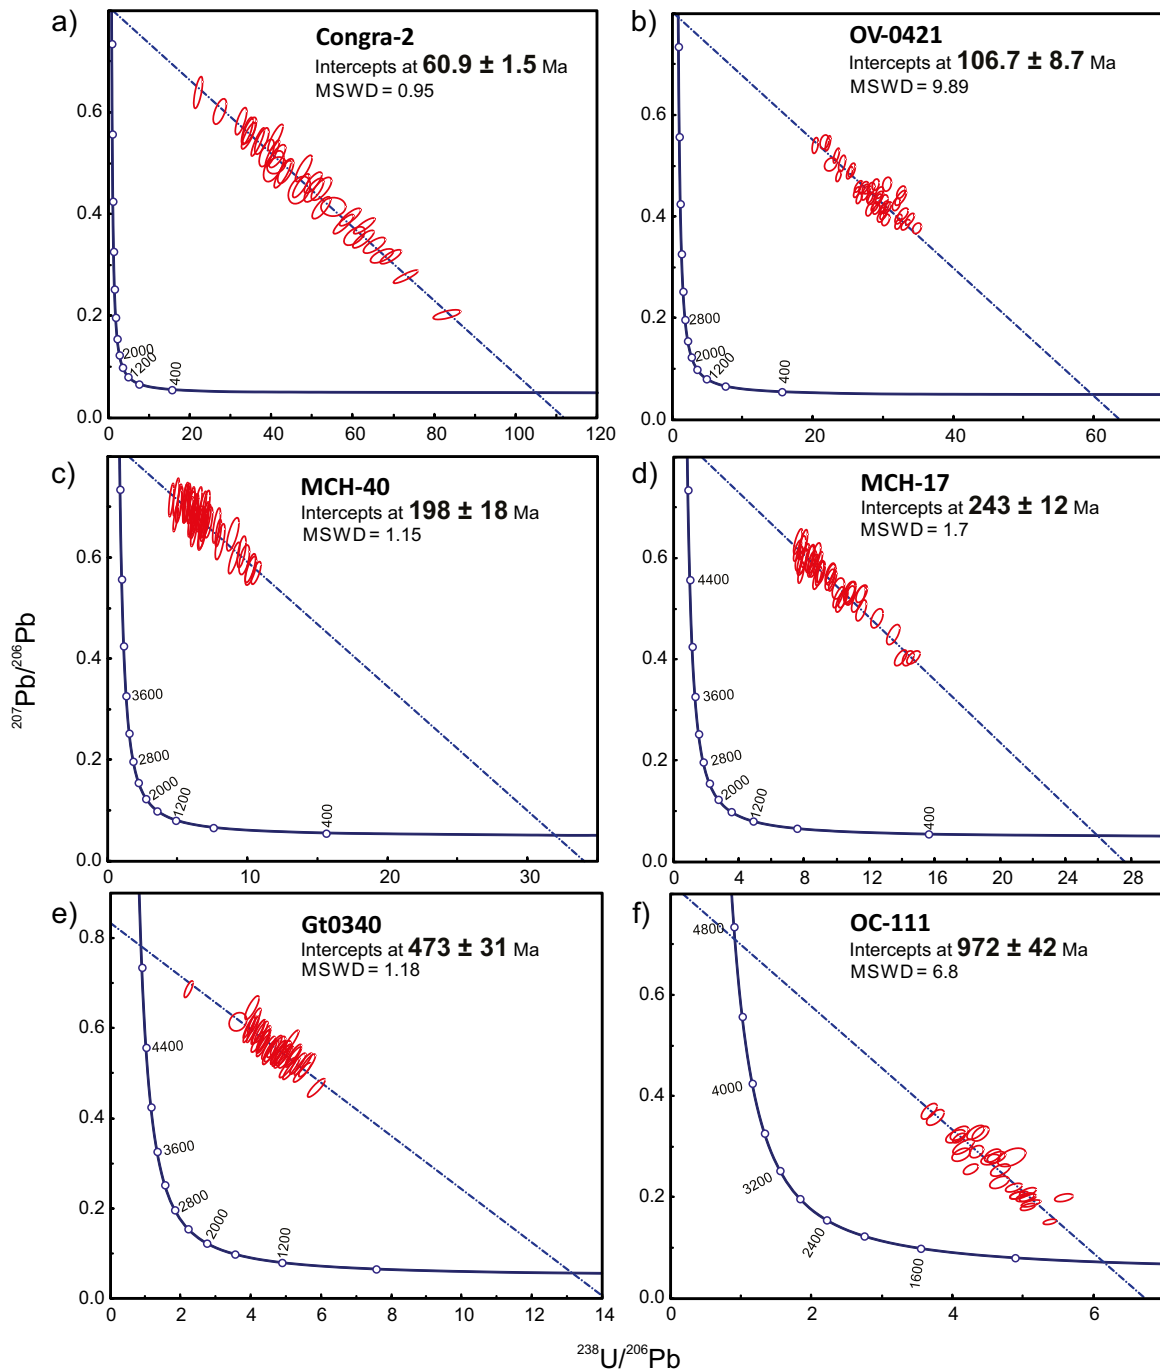 a)
Congra-2
Intercepts at 60.9 ± 1.5 Ma
MSWD = 0.95
0.6
0.4
0.2
0.0
2000
1200
400
0 20 40 60 80 100 120
b)
OV-0421
Intercepts at 106.7 ± 8.7 Ma
MSWD = 9.89
0.6
0.4
0.2
0.0
2800
2000
1200
400
0 20 40 60
c)
MCH-40
Intercepts at 198 ± 18 Ma
MSWD = 1.15
0.6
0.4
0.2
0.0
3600
2800
2000
1200
400
0 10 20 30
d)
MCH-17
Intercepts at 243 ± 12 Ma
MSWD = 1.7
0.6
0.4
0.2
0.0
4400
3600
2800
2000
1200
400
0 4 8 12 16 20 24 28
²⁰⁷Pb/²⁰⁶Pb
e)
Gt0340
Intercepts at 473 ± 31 Ma
MSWD = 1.18
0.8
0.6
0.4
0.2
0.0
4400
3600
2800
2000
1200
0 2 4 6 8 10 12 14
f)
OC-111
Intercepts at 972 ± 42 Ma
MSWD = 6.8
0.8
0.6
0.4
0.2
0.0
4800
4000
3200
2400
1600
0 2 4 6
²³⁸U/²⁰⁶Pb